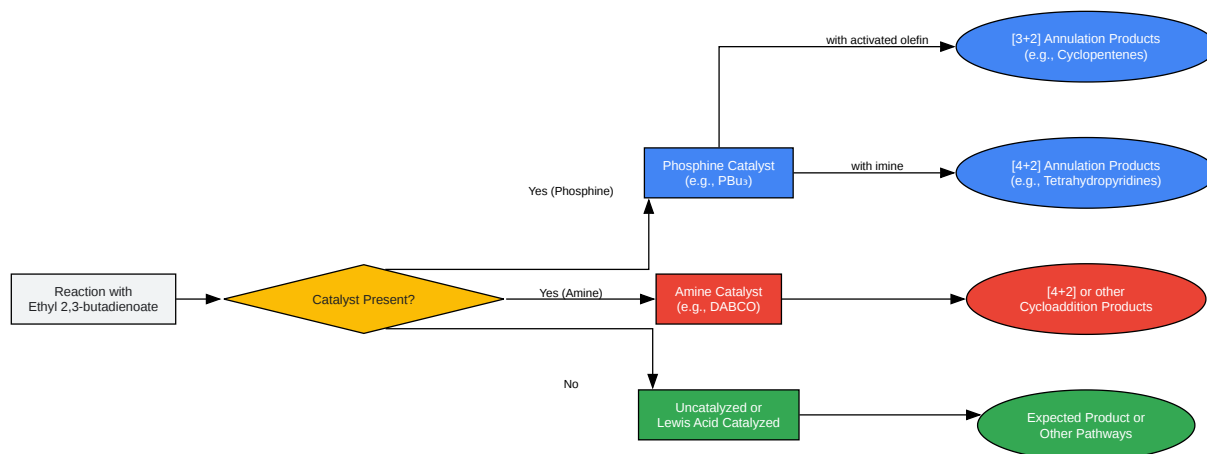 with activated olefin
[3+2] Annulation Products
(e.g., Cyclopentenes)
Phosphine Catalyst
(e.g., PBu₃)
with imine
[4+2] Annulation Products
(e.g., Tetrahydropyridines)
Yes (Phosphine)
Reaction with
Ethyl 2,3-butadienoate
Catalyst Present?
Yes (Amine)
Amine Catalyst
(e.g., DABCO)
[4+2] or other
Cycloaddition Products
No
Uncatalyzed or
Lewis Acid Catalyzed
Expected Product or
Other Pathways